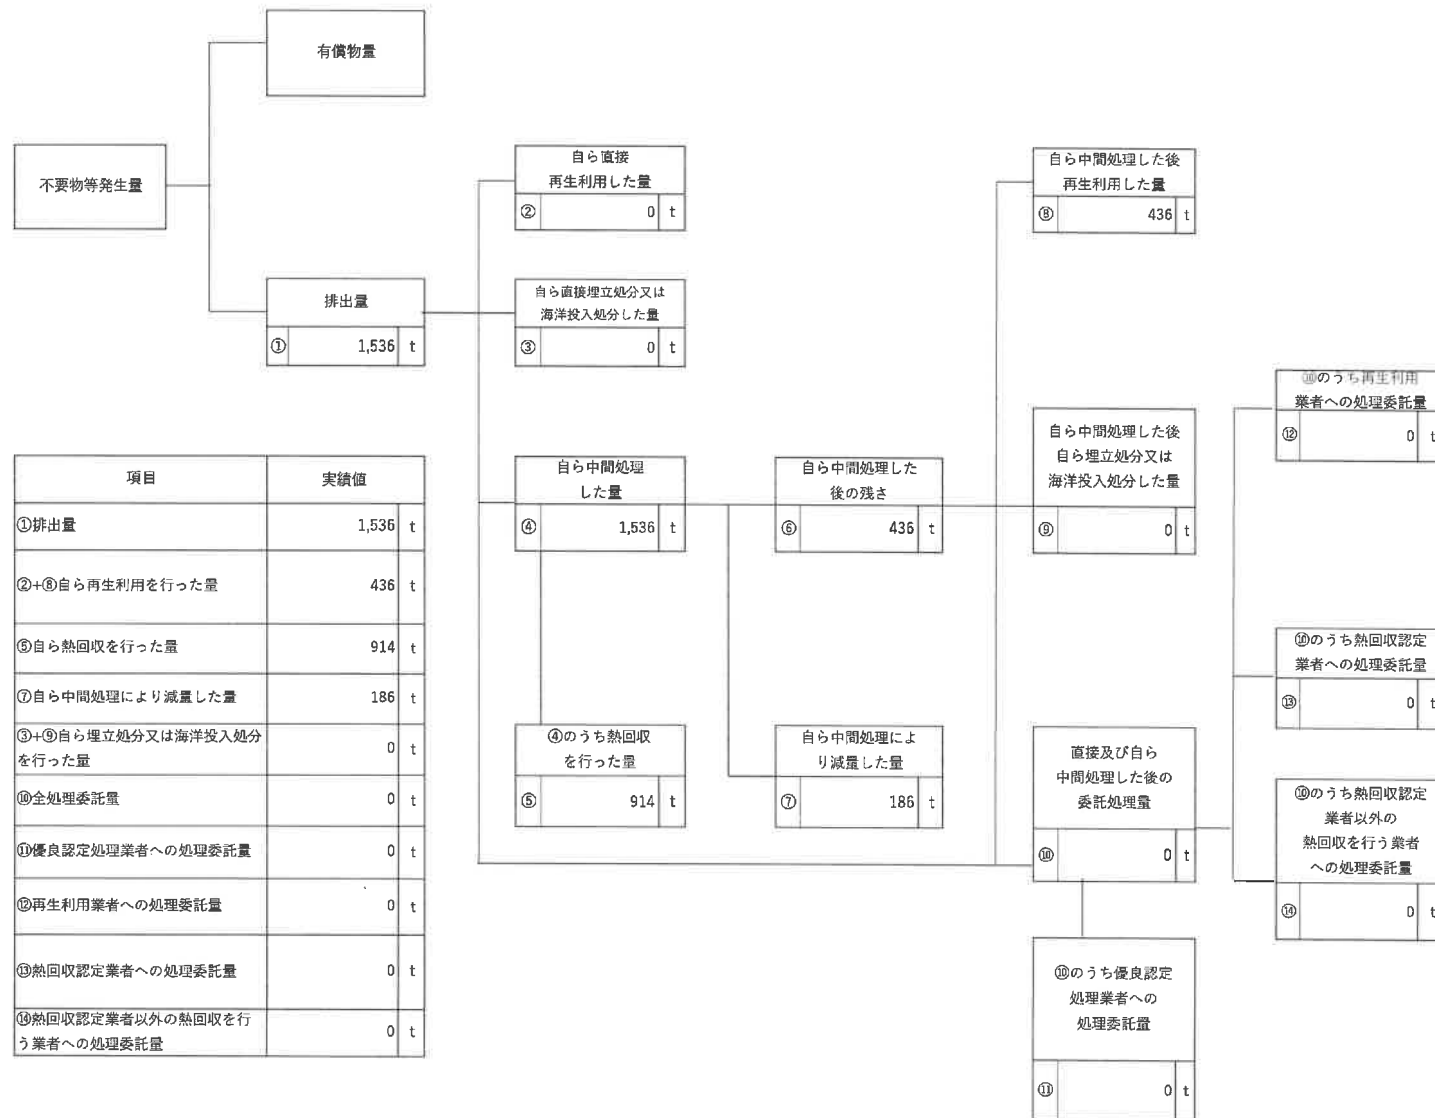 有償物量
不要物等発生量
排出量
① 1,536 t
自ら直接
再生利用した量
② 0 t
自ら直接埋立処分又は
海洋投入処分した量
③ 0 t
自ら中間処理
した量
④ 1,536 t
④のうち熱回収
を行った量
⑤ 914 t
自ら中間処理した
後の残さ
⑥ 436 t
自ら中間処理によ
り減量した量
⑦ 186 t
自ら中間処理した後
再生利用した量
⑧ 436 t
自ら中間処理した後
自ら埋立処分又は
海洋投入処分した量
⑨ 0 t
直接及び自ら
中間処理した後の
委託処理量
⑩ 0 t
⑩のうち優良認定
処理業者への
処理委託量
⑪ 0 t
⑩のうち再生利用
業者への処理委託量
⑫ 0 t
⑩のうち熱回収認定
業者への処理委託量
⑬ 0 t
⑩のうち熱回収認定
業者以外の
熱回収を行う業者
への処理委託量
⑭ 0 t
項目 実績値
①排出量 1,536 t
②+⑧自ら再生利用を行った量 436 t
⑤自ら熱回収を行った量 914 t
⑦自ら中間処理により減量した量 186 t
③+⑨自ら埋立処分又は海洋投入処分
を行った量 0 t
⑩全処理委託量 0 t
⑪優良認定処理業者への処理委託量 0 t
⑫再生利用業者への処理委託量 0 t
⑬熱回収認定業者への処理委託量 0 t
⑭熱回収認定業者以外の熱回収を行
う業者への処理委託量 0 t